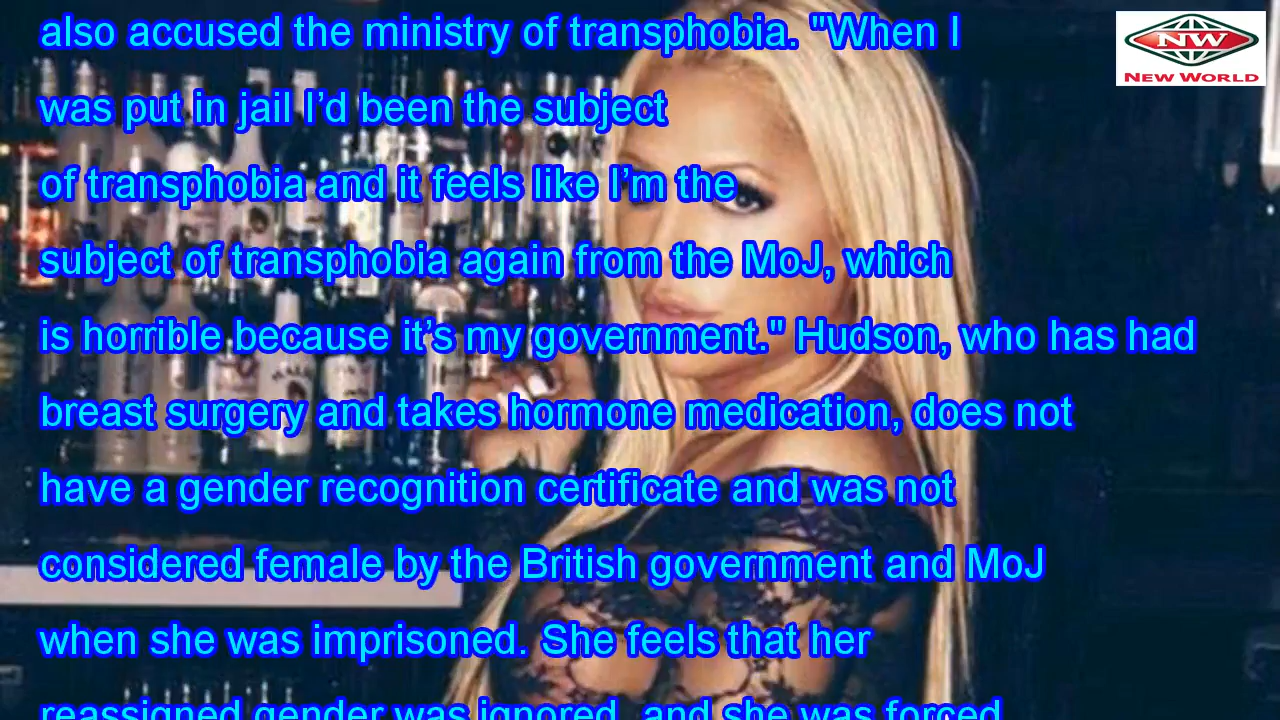 also accused the ministry of transphobia. "When I
was put in jail I’d been the subject
of transphobia and it feels like I’m the
subject of transphobia again from the MoJ, which
is horrible because it’s my government." Hudson, who has had
breast surgery and takes hormone medication, does not
have a gender recognition certificate and was not
considered female by the British government and MoJ
when she was imprisoned. She feels that her
reassigned gender was ignored, and she was forced
NW
NEW WORLD